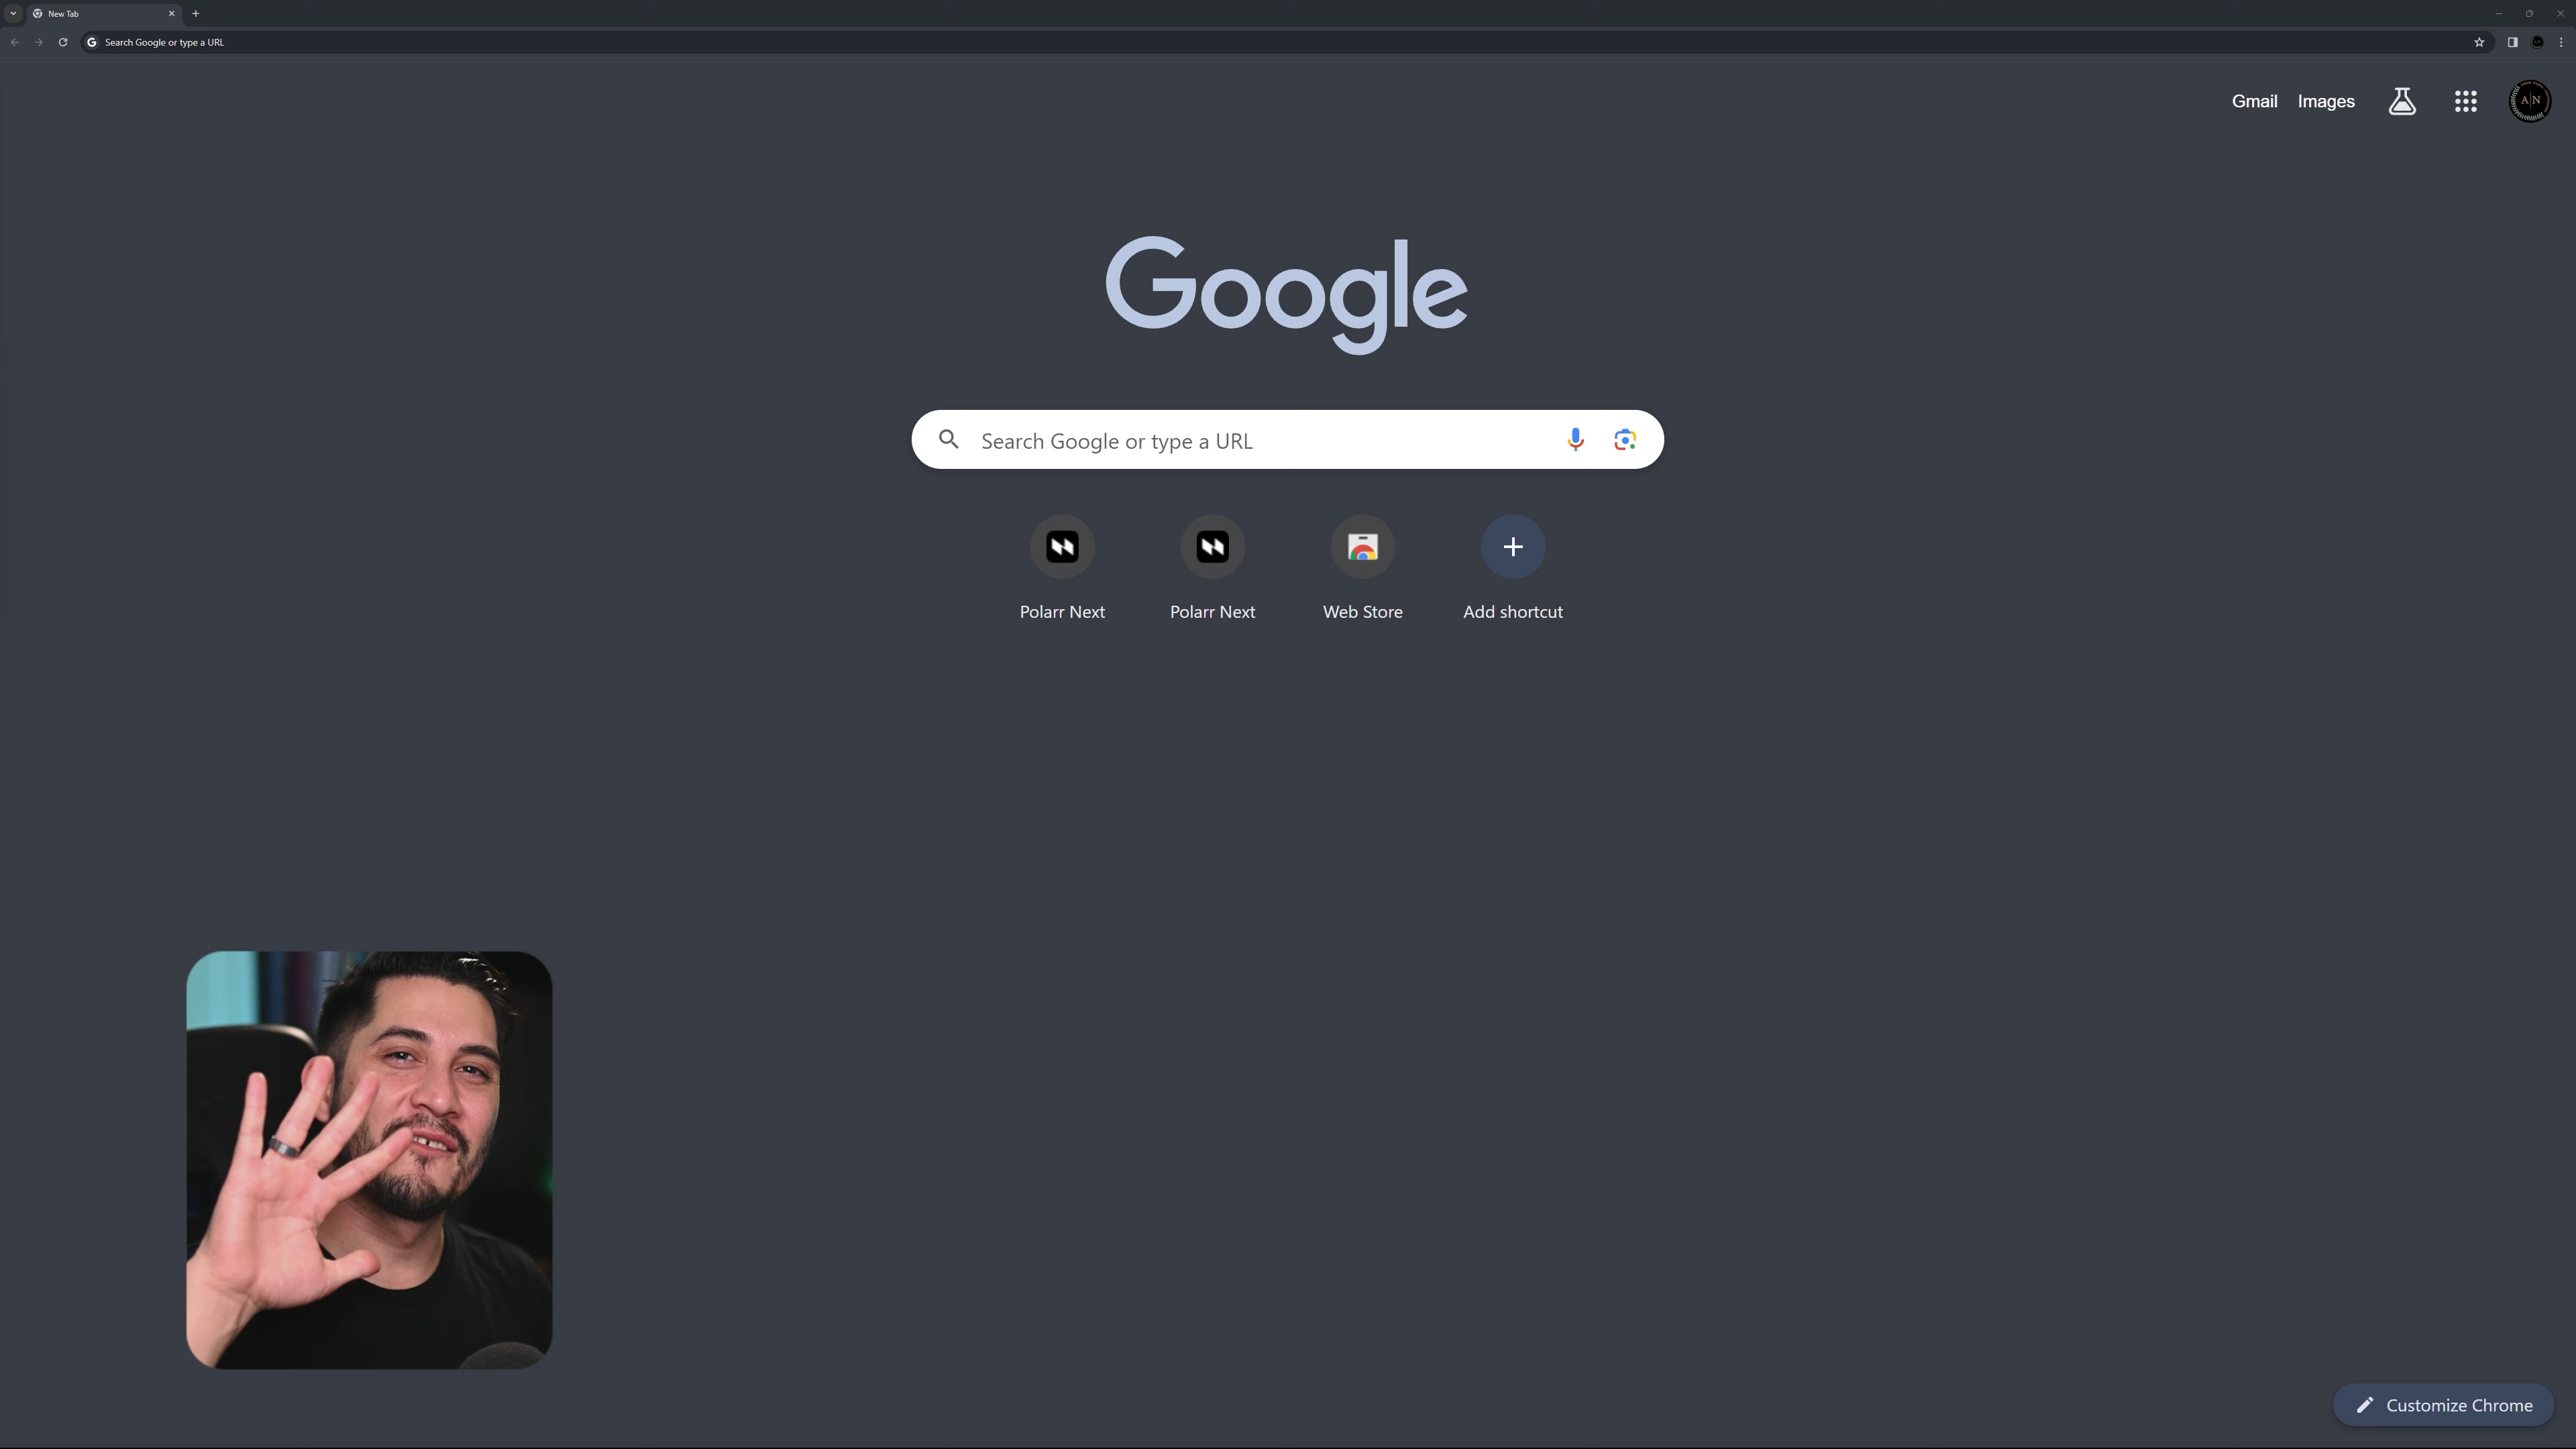 New Tab
Search Google or type a URL
Gmail Images
A|N
Google
Search Google or type a URL
Polarr Next Polarr Next Web Store Add shortcut
Customize Chrome